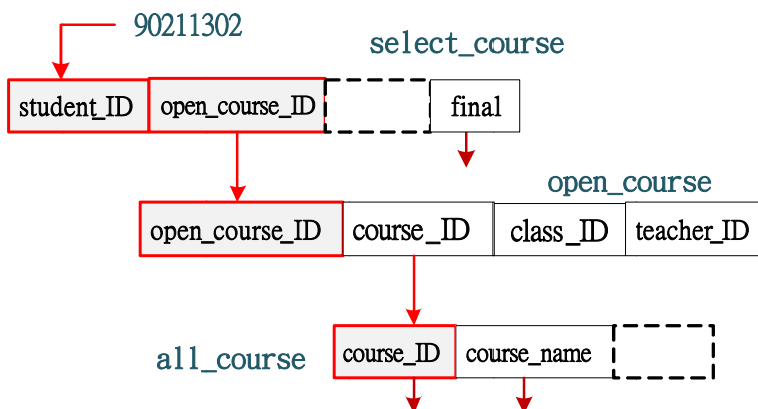 90211302
select_course
student_ID open_course_ID final
open_course
open_course_ID course_ID class_ID teacher_ID
all_course
course_ID course_name